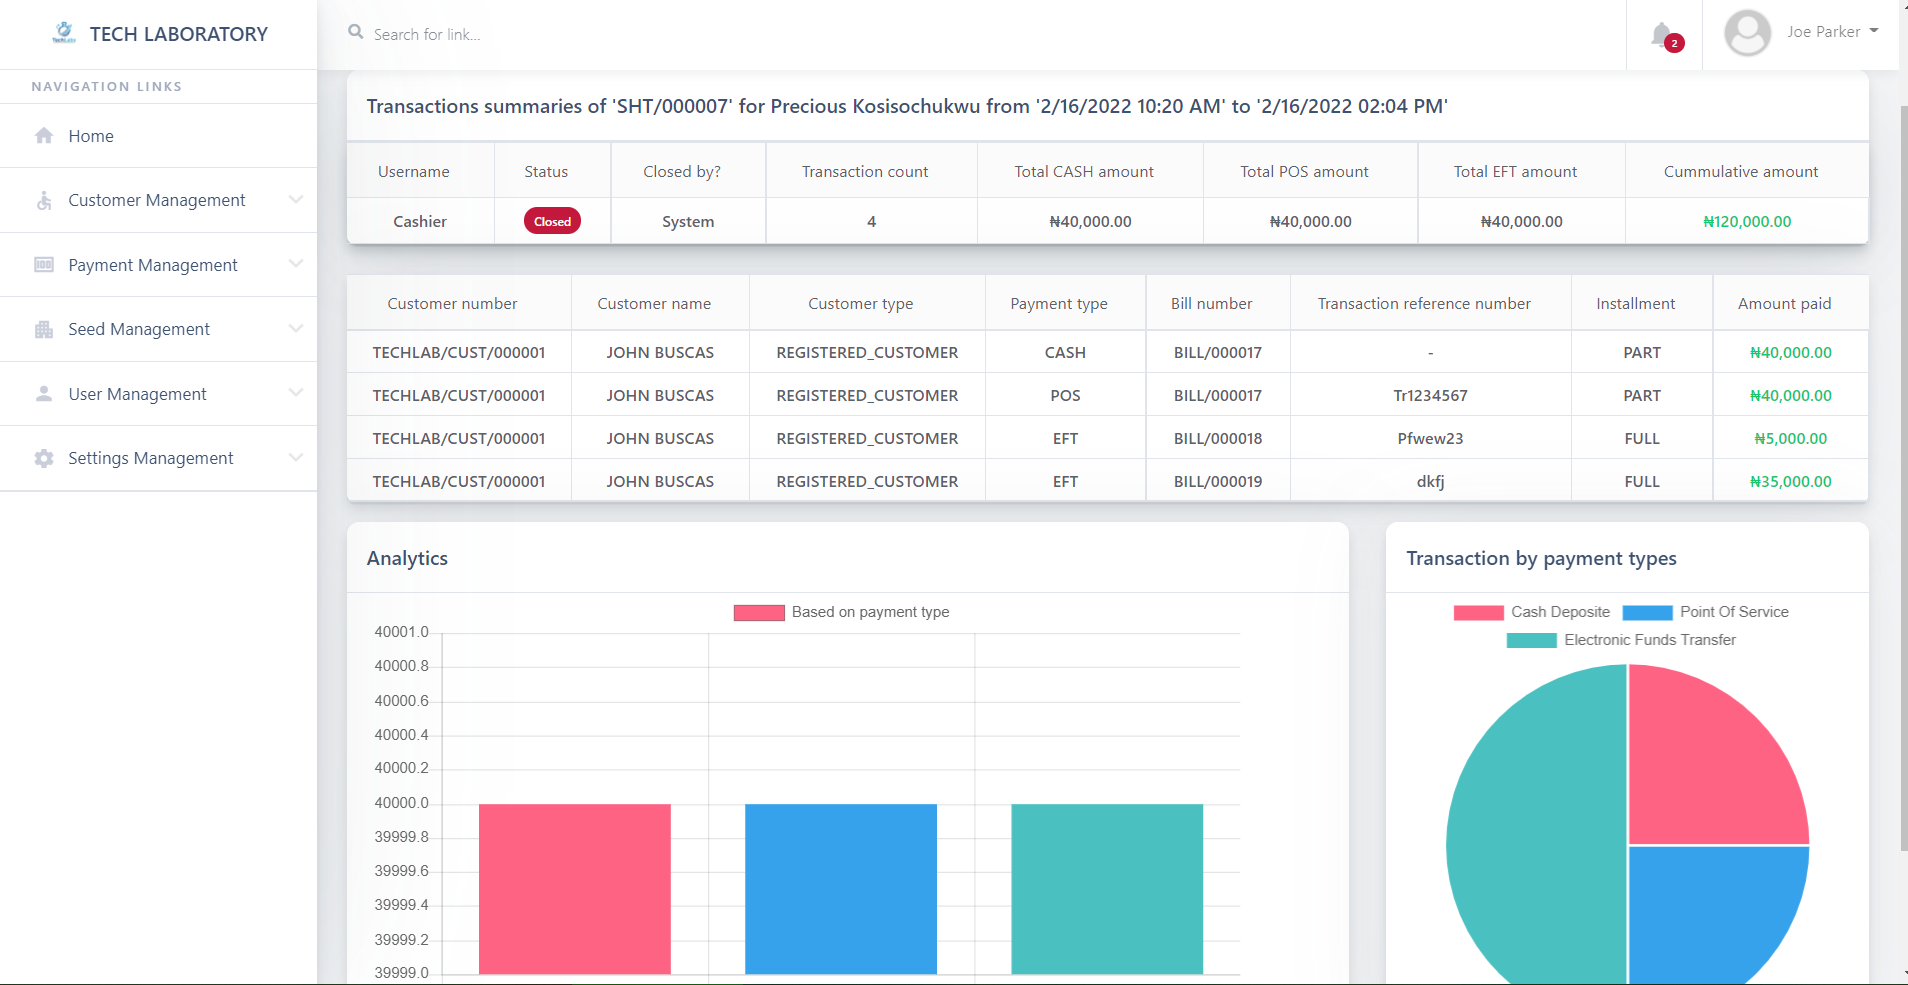 TECH LABORATORY
Search for link...
2
Joe Parker
NAVIGATION LINKS
Home
Customer Management
Payment Management
Seed Management
User Management
Settings Management
Transactions summaries of 'SHT/000007' for Precious Kosisochukwu from '2/16/2022 10:20 AM' to '2/16/2022 02:04 PM'
Username Status Closed by? Transaction count Total CASH amount Total POS amount Total EFT amount Cummulative amount
Cashier Closed System 4 ₦40,000.00 ₦40,000.00 ₦40,000.00 ₦120,000.00
Customer number Customer name Customer type Payment type Bill number Transaction reference number Installment Amount paid
TECHLAB/CUST/000001 JOHN BUSCAS REGISTERED_CUSTOMER CASH BILL/000017 - PART ₦40,000.00
TECHLAB/CUST/000001 JOHN BUSCAS REGISTERED_CUSTOMER POS BILL/000017 Tr1234567 PART ₦40,000.00
TECHLAB/CUST/000001 JOHN BUSCAS REGISTERED_CUSTOMER EFT BILL/000018 Pfwew23 FULL ₦5,000.00
TECHLAB/CUST/000001 JOHN BUSCAS REGISTERED_CUSTOMER EFT BILL/000019 dkfj FULL ₦35,000.00
Analytics
Based on payment type
40001.0
40000.8
40000.6
40000.4
40000.2
40000.0
39999.8
39999.6
39999.4
39999.2
39999.0
Transaction by payment types
Cash Deposite Point Of Service
Electronic Funds Transfer